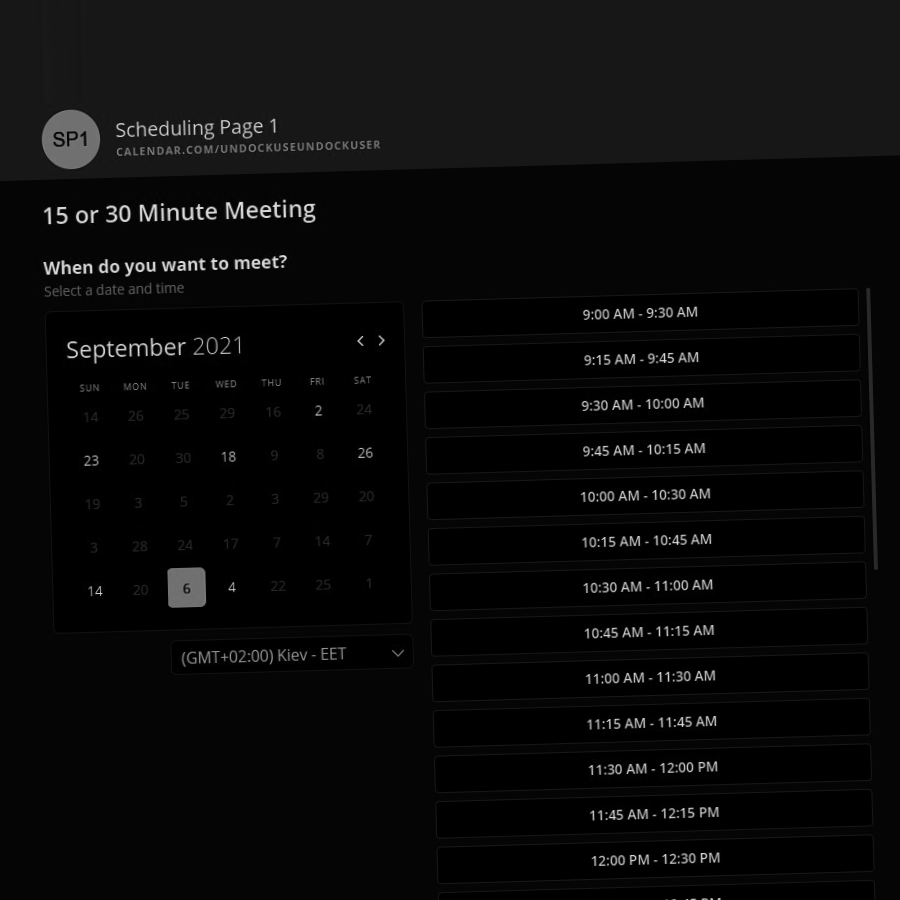 SP1
Scheduling Page 1
CALENDAR.COM/UNDOCKUSEUNDOCKUSER
15 or 30 Minute Meeting
When do you want to meet?
Select a date and time
September 2021
SUN MON TUE WED THU FRI SAT
14 26 25 29 16 2 24
23 20 30 18 9 8 26
19 3 5 2 3 29 20
3 28 24 17 7 14 7
14 20 6 4 22 25 1
(GMT+02:00) Kiev - EET
9:00 AM - 9:30 AM
9:15 AM - 9:45 AM
9:30 AM - 10:00 AM
9:45 AM - 10:15 AM
10:00 AM - 10:30 AM
10:15 AM - 10:45 AM
10:30 AM - 11:00 AM
10:45 AM - 11:15 AM
11:00 AM - 11:30 AM
11:15 AM - 11:45 AM
11:30 AM - 12:00 PM
11:45 AM - 12:15 PM
12:00 PM - 12:30 PM